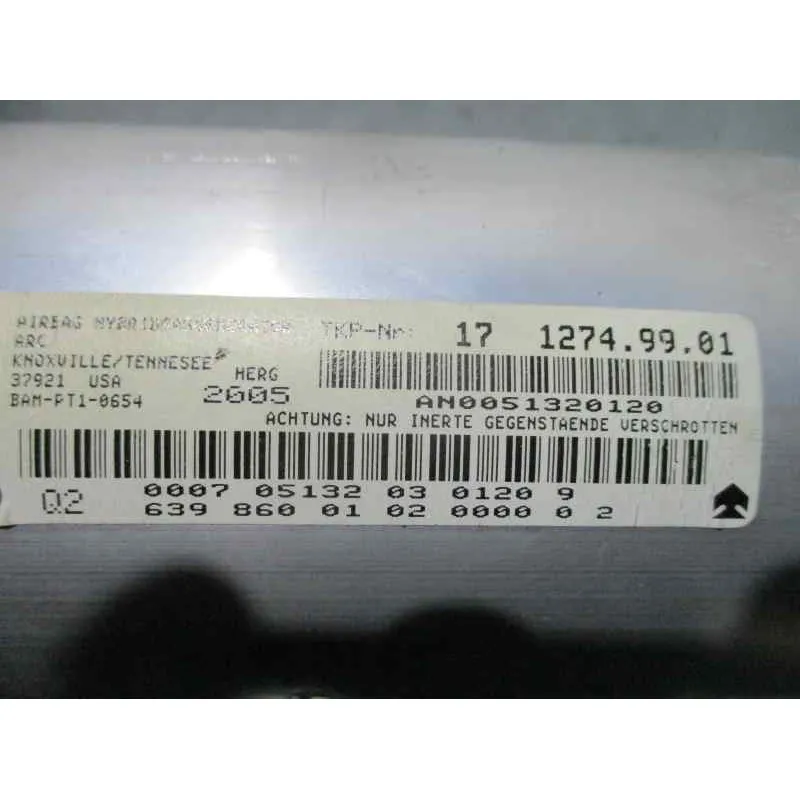 AIRBAG TKP-Nr: 17 1274.99.01
ARC
KNOXVILLE/TENNESEE HERG
37921 USA 2005 AN0051320120
BAM-PT1-0654
ACHTUNG: NUR INERTE GEGENSTAENDE VERSCHROTTEN
Q2 0007 05132 03 0120 9
639 860 01 02 0000 0 2